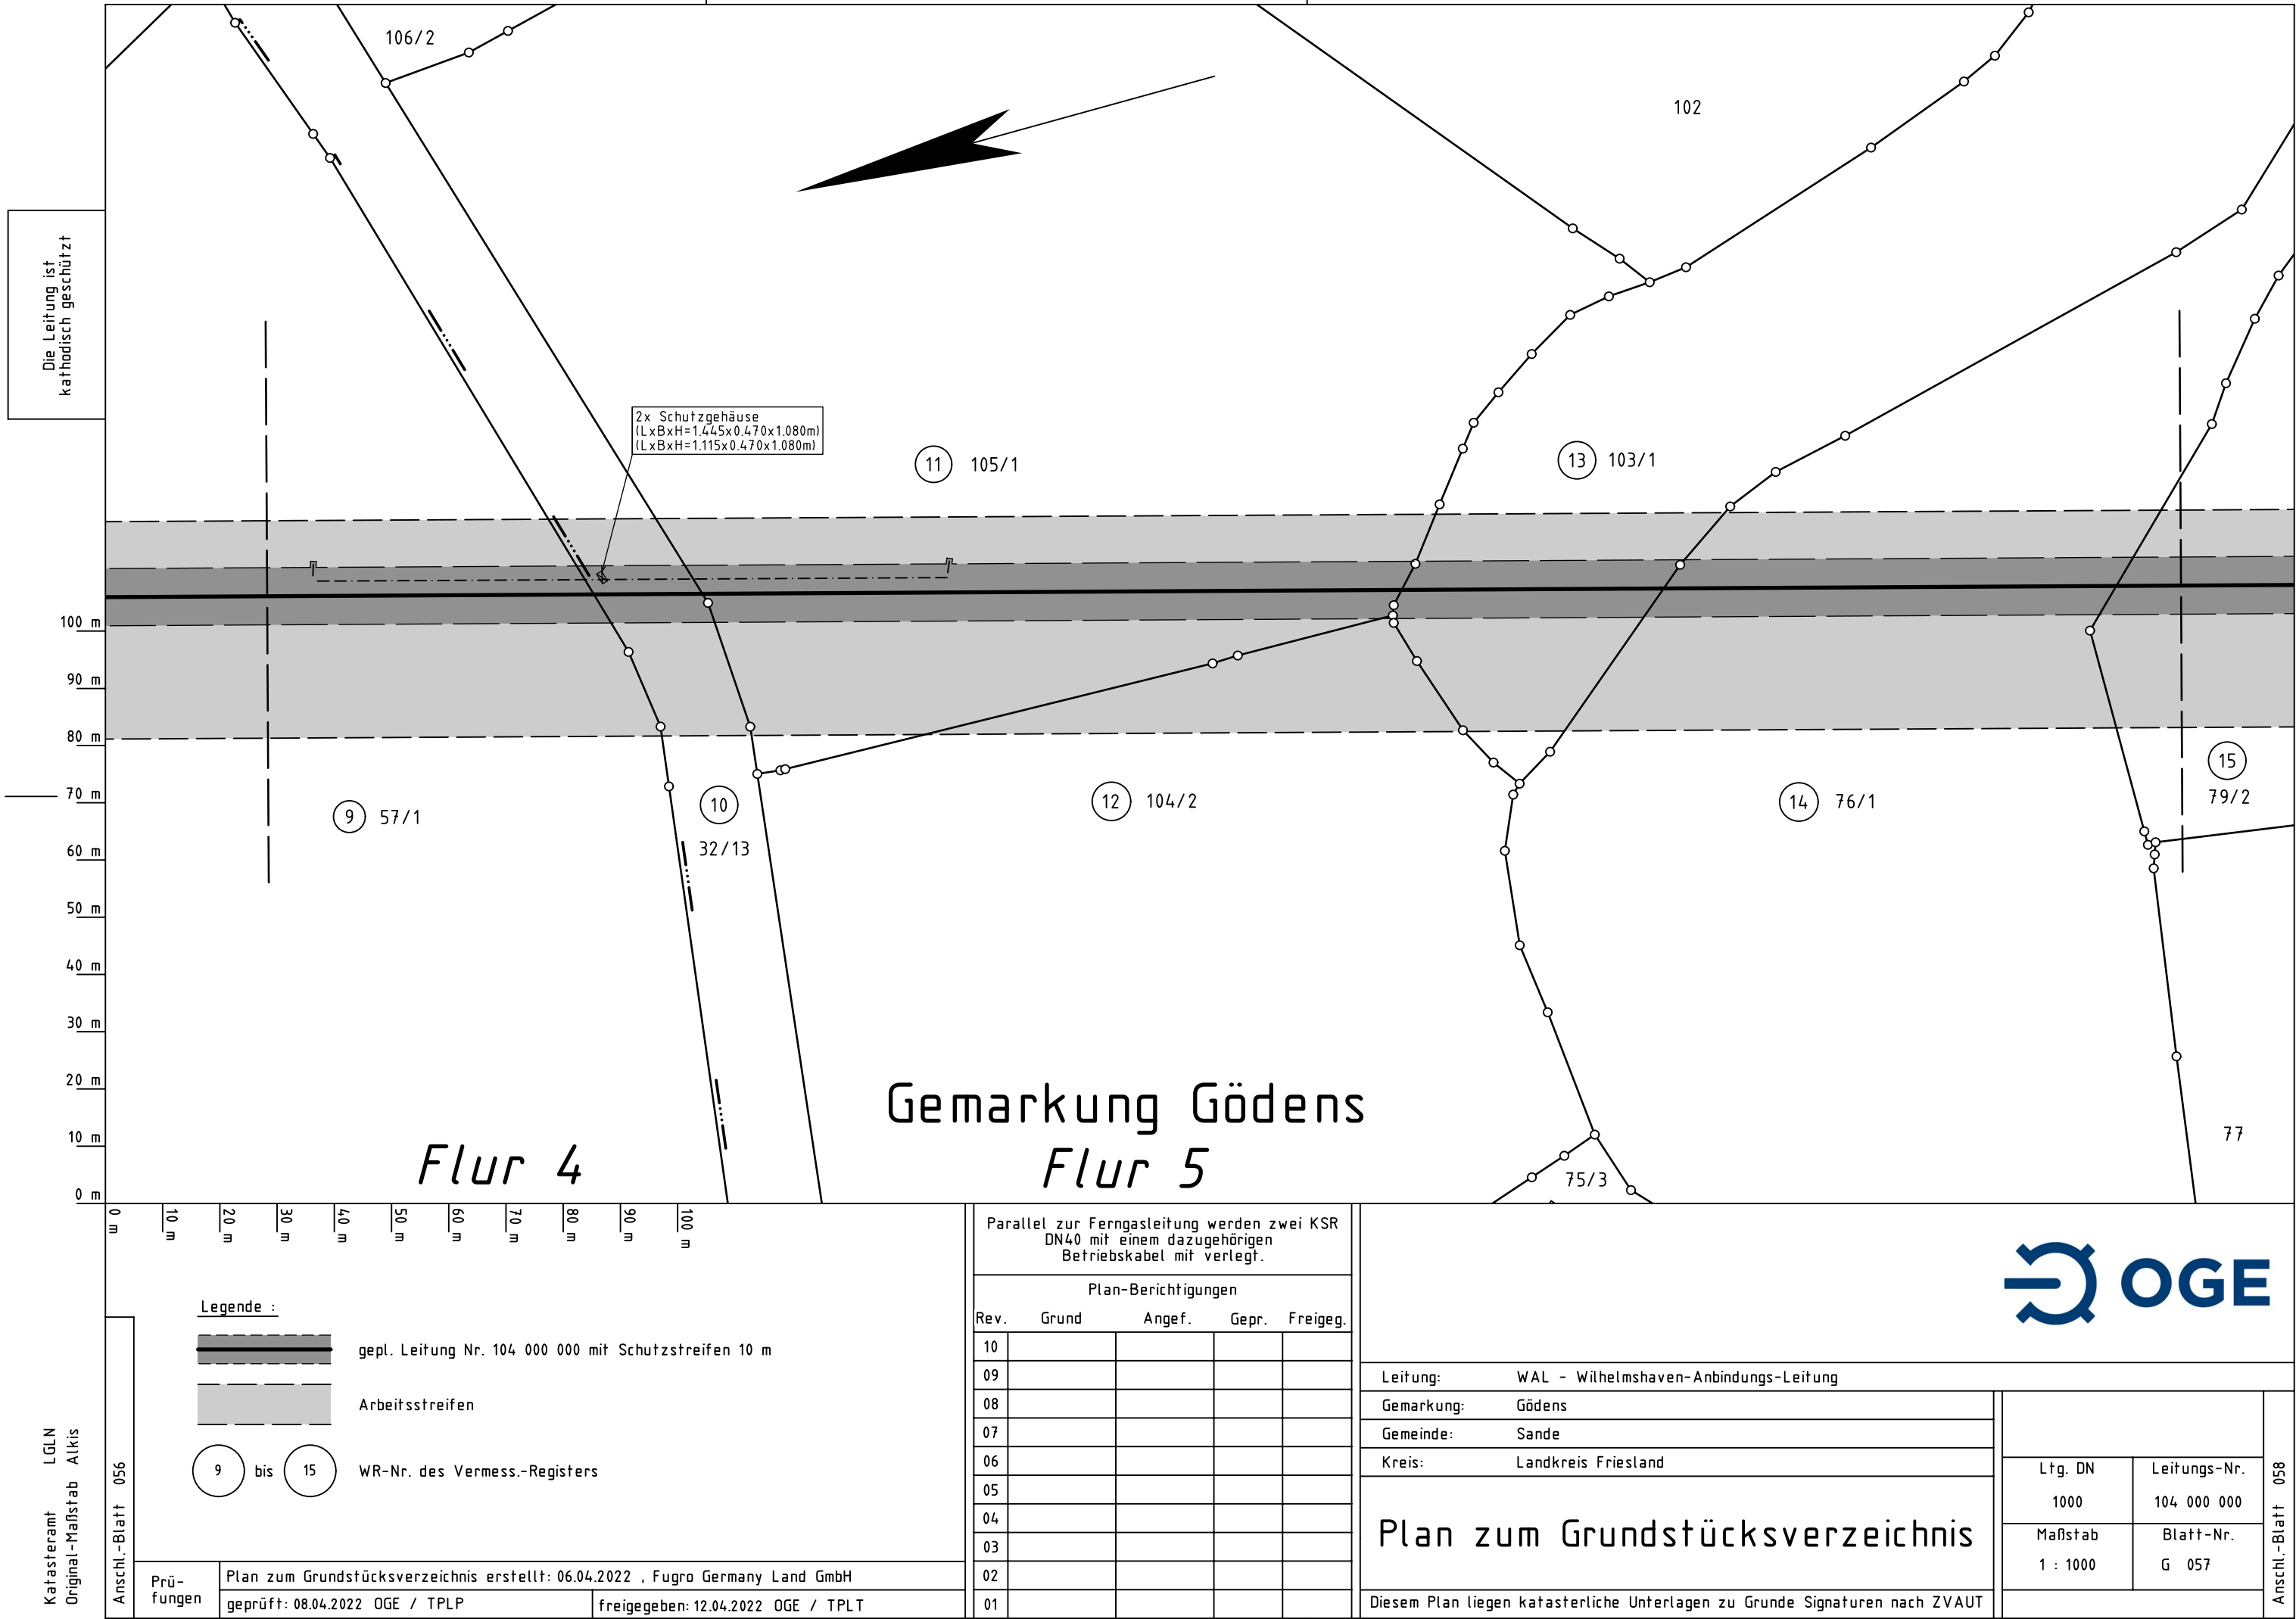 106/2
102
Die Leitung ist
kathodisch geschützt
2x Schutzgehäuse
(LxBxH=1.445x0.470x1.080m)
(LxBxH=1.115x0.470x1.080m)
11 105/1
13 103/1
100 m
90 m
80 m
70 m
60 m
50 m
40 m
30 m
20 m
10 m
0 m
9 57/1
10
32/13
12 104/2
14 76/1
15
79/2
77
75/3
Gemarkung Gödens
Flur 4
Flur 5
0 m
10 m
20 m
30 m
40 m
50 m
60 m
70 m
80 m
90 m
100 m
Legende :
gepl. Leitung Nr. 104 000 000 mit Schutzstreifen 10 m
Arbeitsstreifen
9 bis 15 WR-Nr. des Vermess.-Registers
Katasteramt LGLN
Original-Maßstab Alkis
Anschl.-Blatt 056
Prü-
fungen
Plan zum Grundstücksverzeichnis erstellt: 06.04.2022 , Fugro Germany Land GmbH
geprüft: 08.04.2022 OGE / TPLP
freigegeben: 12.04.2022 OGE / TPLT
Parallel zur Ferngasleitung werden zwei KSR
DN40 mit einem dazugehörigen
Betriebskabel mit verlegt.
Plan-Berichtigungen
Rev. Grund Angef. Gepr. Freigeg.
10
09
08
07
06
05
04
03
02
01
OGE
Leitung: WAL - Wilhelmshaven-Anbindungs-Leitung
Gemarkung: Gödens
Gemeinde: Sande
Kreis: Landkreis Friesland
Plan zum Grundstücksverzeichnis
Diesem Plan liegen katasterliche Unterlagen zu Grunde Signaturen nach ZVAUT
Ltg. DN Leitungs-Nr.
1000 104 000 000
Maßstab Blatt-Nr.
1 : 1000 G 057
Anschl.-Blatt 058